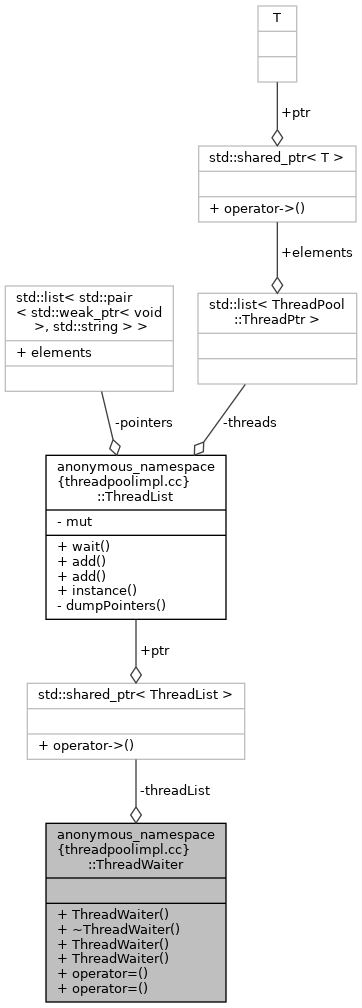 T
+ptr
std::shared_ptr< T >
+ operator->()
+elements
std::list< std::pair
< std::weak_ptr< void
>, std::string > >
+ elements
std::list< ThreadPool
::ThreadPtr >
-pointers
-threads
anonymous_namespace
{threadpoolimpl.cc}
::ThreadList
- mut
+ wait()
+ add()
+ add()
+ instance()
- dumpPointers()
+ptr
std::shared_ptr< ThreadList >
+ operator->()
-threadList
anonymous_namespace
{threadpoolimpl.cc}
::ThreadWaiter
+ ThreadWaiter()
+ ~ThreadWaiter()
+ ThreadWaiter()
+ ThreadWaiter()
+ operator=()
+ operator=()